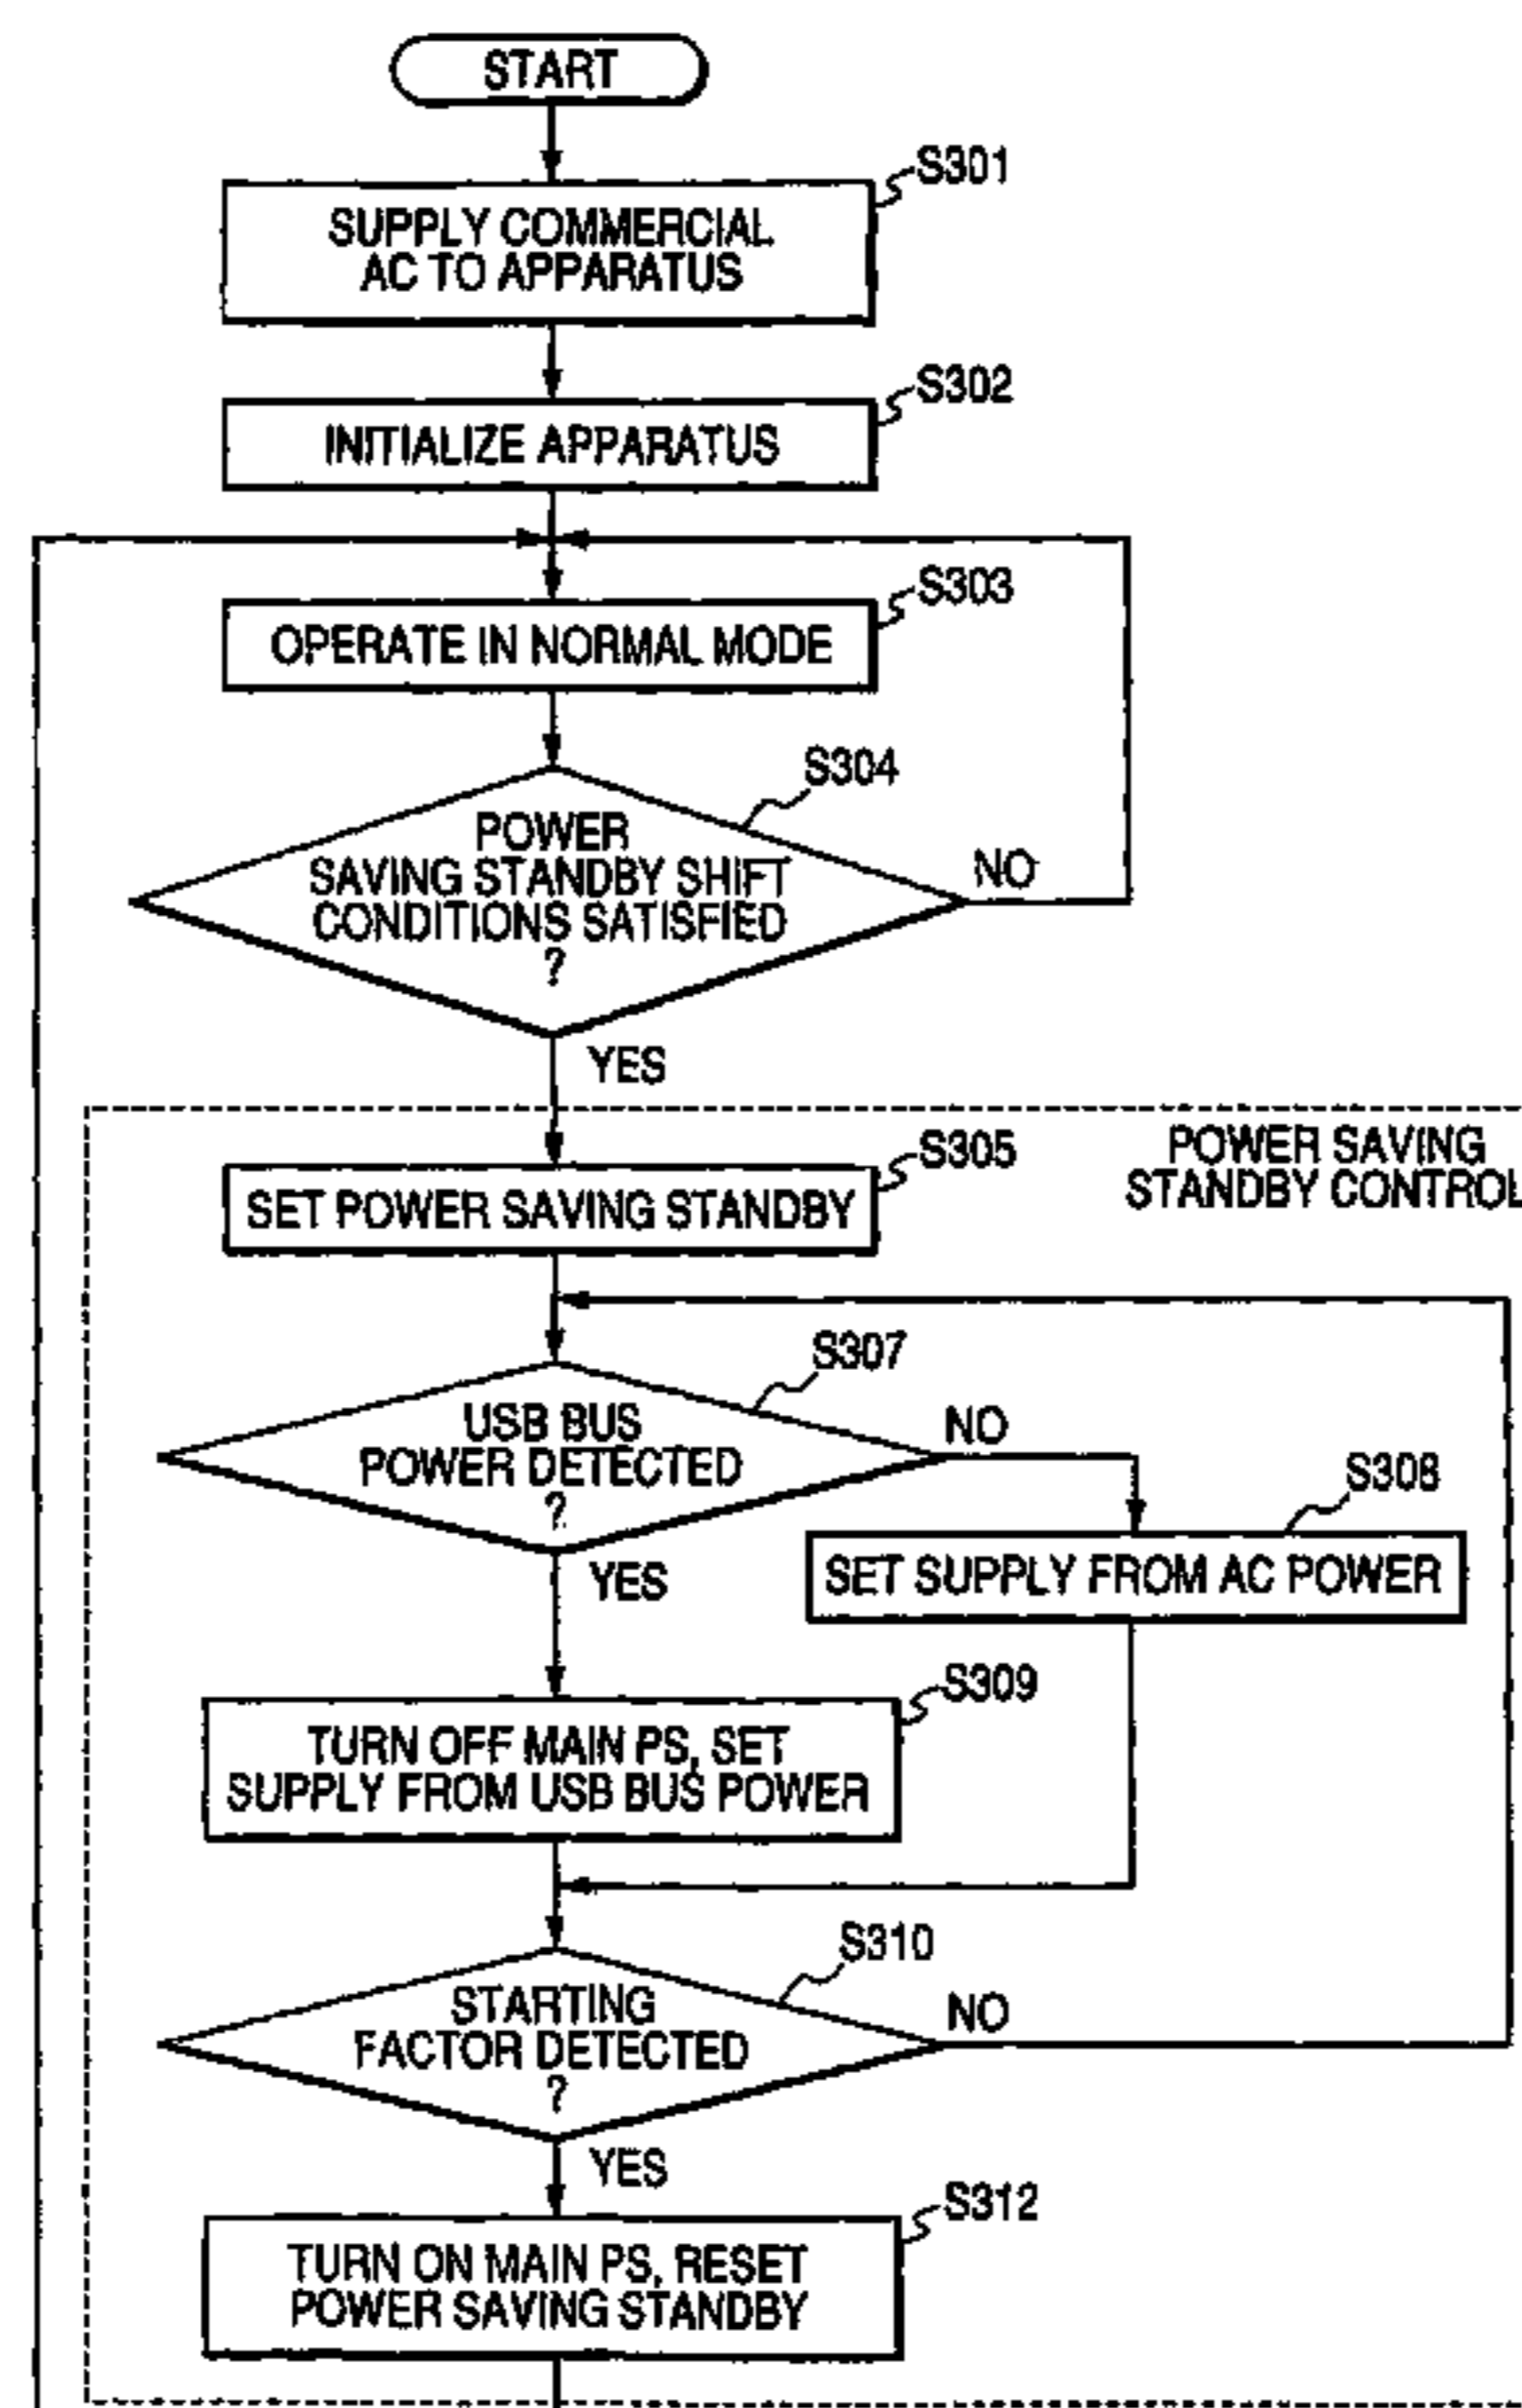 START
S301
SUPPLY COMMERCIAL
AC TO APPARATUS
S302
INITIALIZE APPARATUS
S303
OPERATE IN NORMAL MODE
S304
POWER
SAVING STANDBY SHIFT
CONDITIONS SATISFIED
?
NO
YES
S305
POWER SAVING
STANDBY CONTROL
SET POWER SAVING STANDBY
S307
USB BUS
POWER DETECTED
?
NO
S308
YES
SET SUPPLY FROM AC POWER
S309
TURN OFF MAIN PS, SET
SUPPLY FROM USB BUS POWER
S310
STARTING
FACTOR DETECTED
?
NO
YES
S312
TURN ON MAIN PS, RESET
POWER SAVING STANDBY